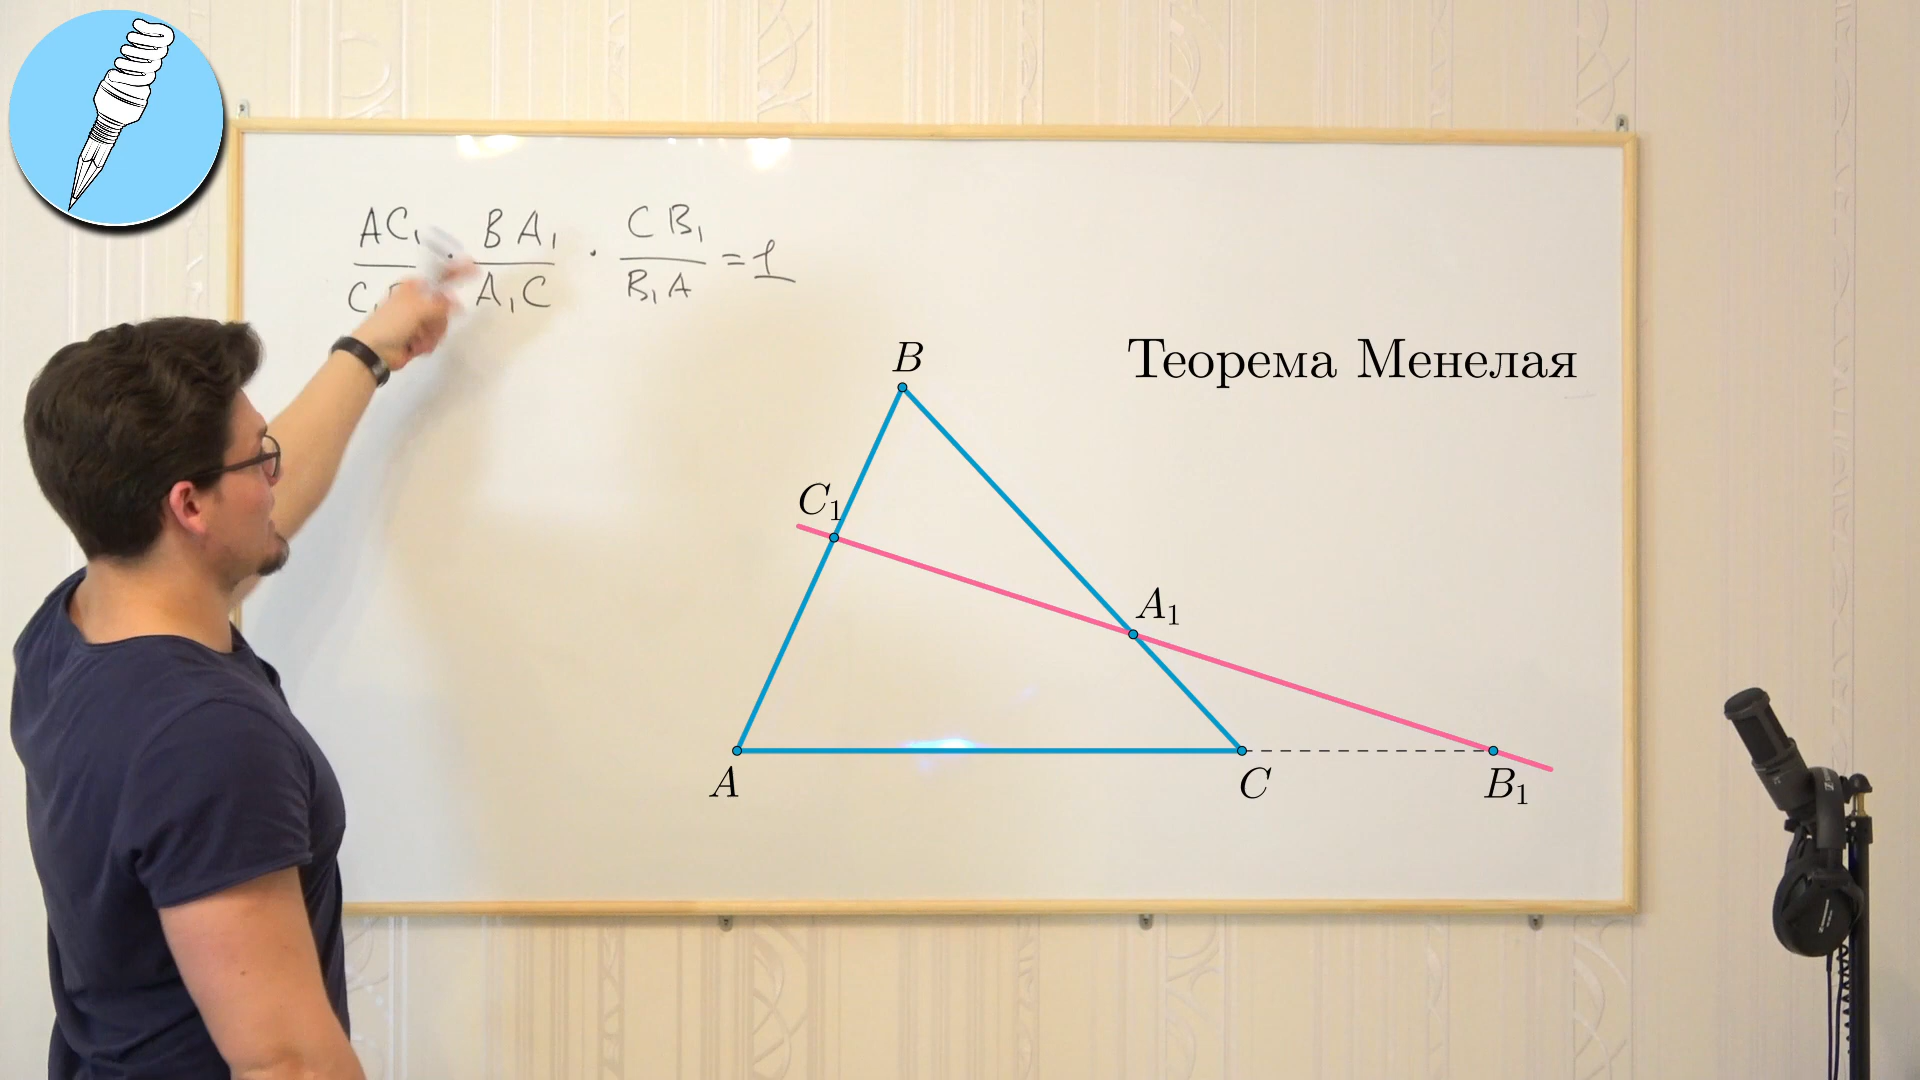 AC₁ · BA₁ · CB₁ = 1
A₁C B₁A
Теорема Менелая
B
C₁
A₁
A C B₁